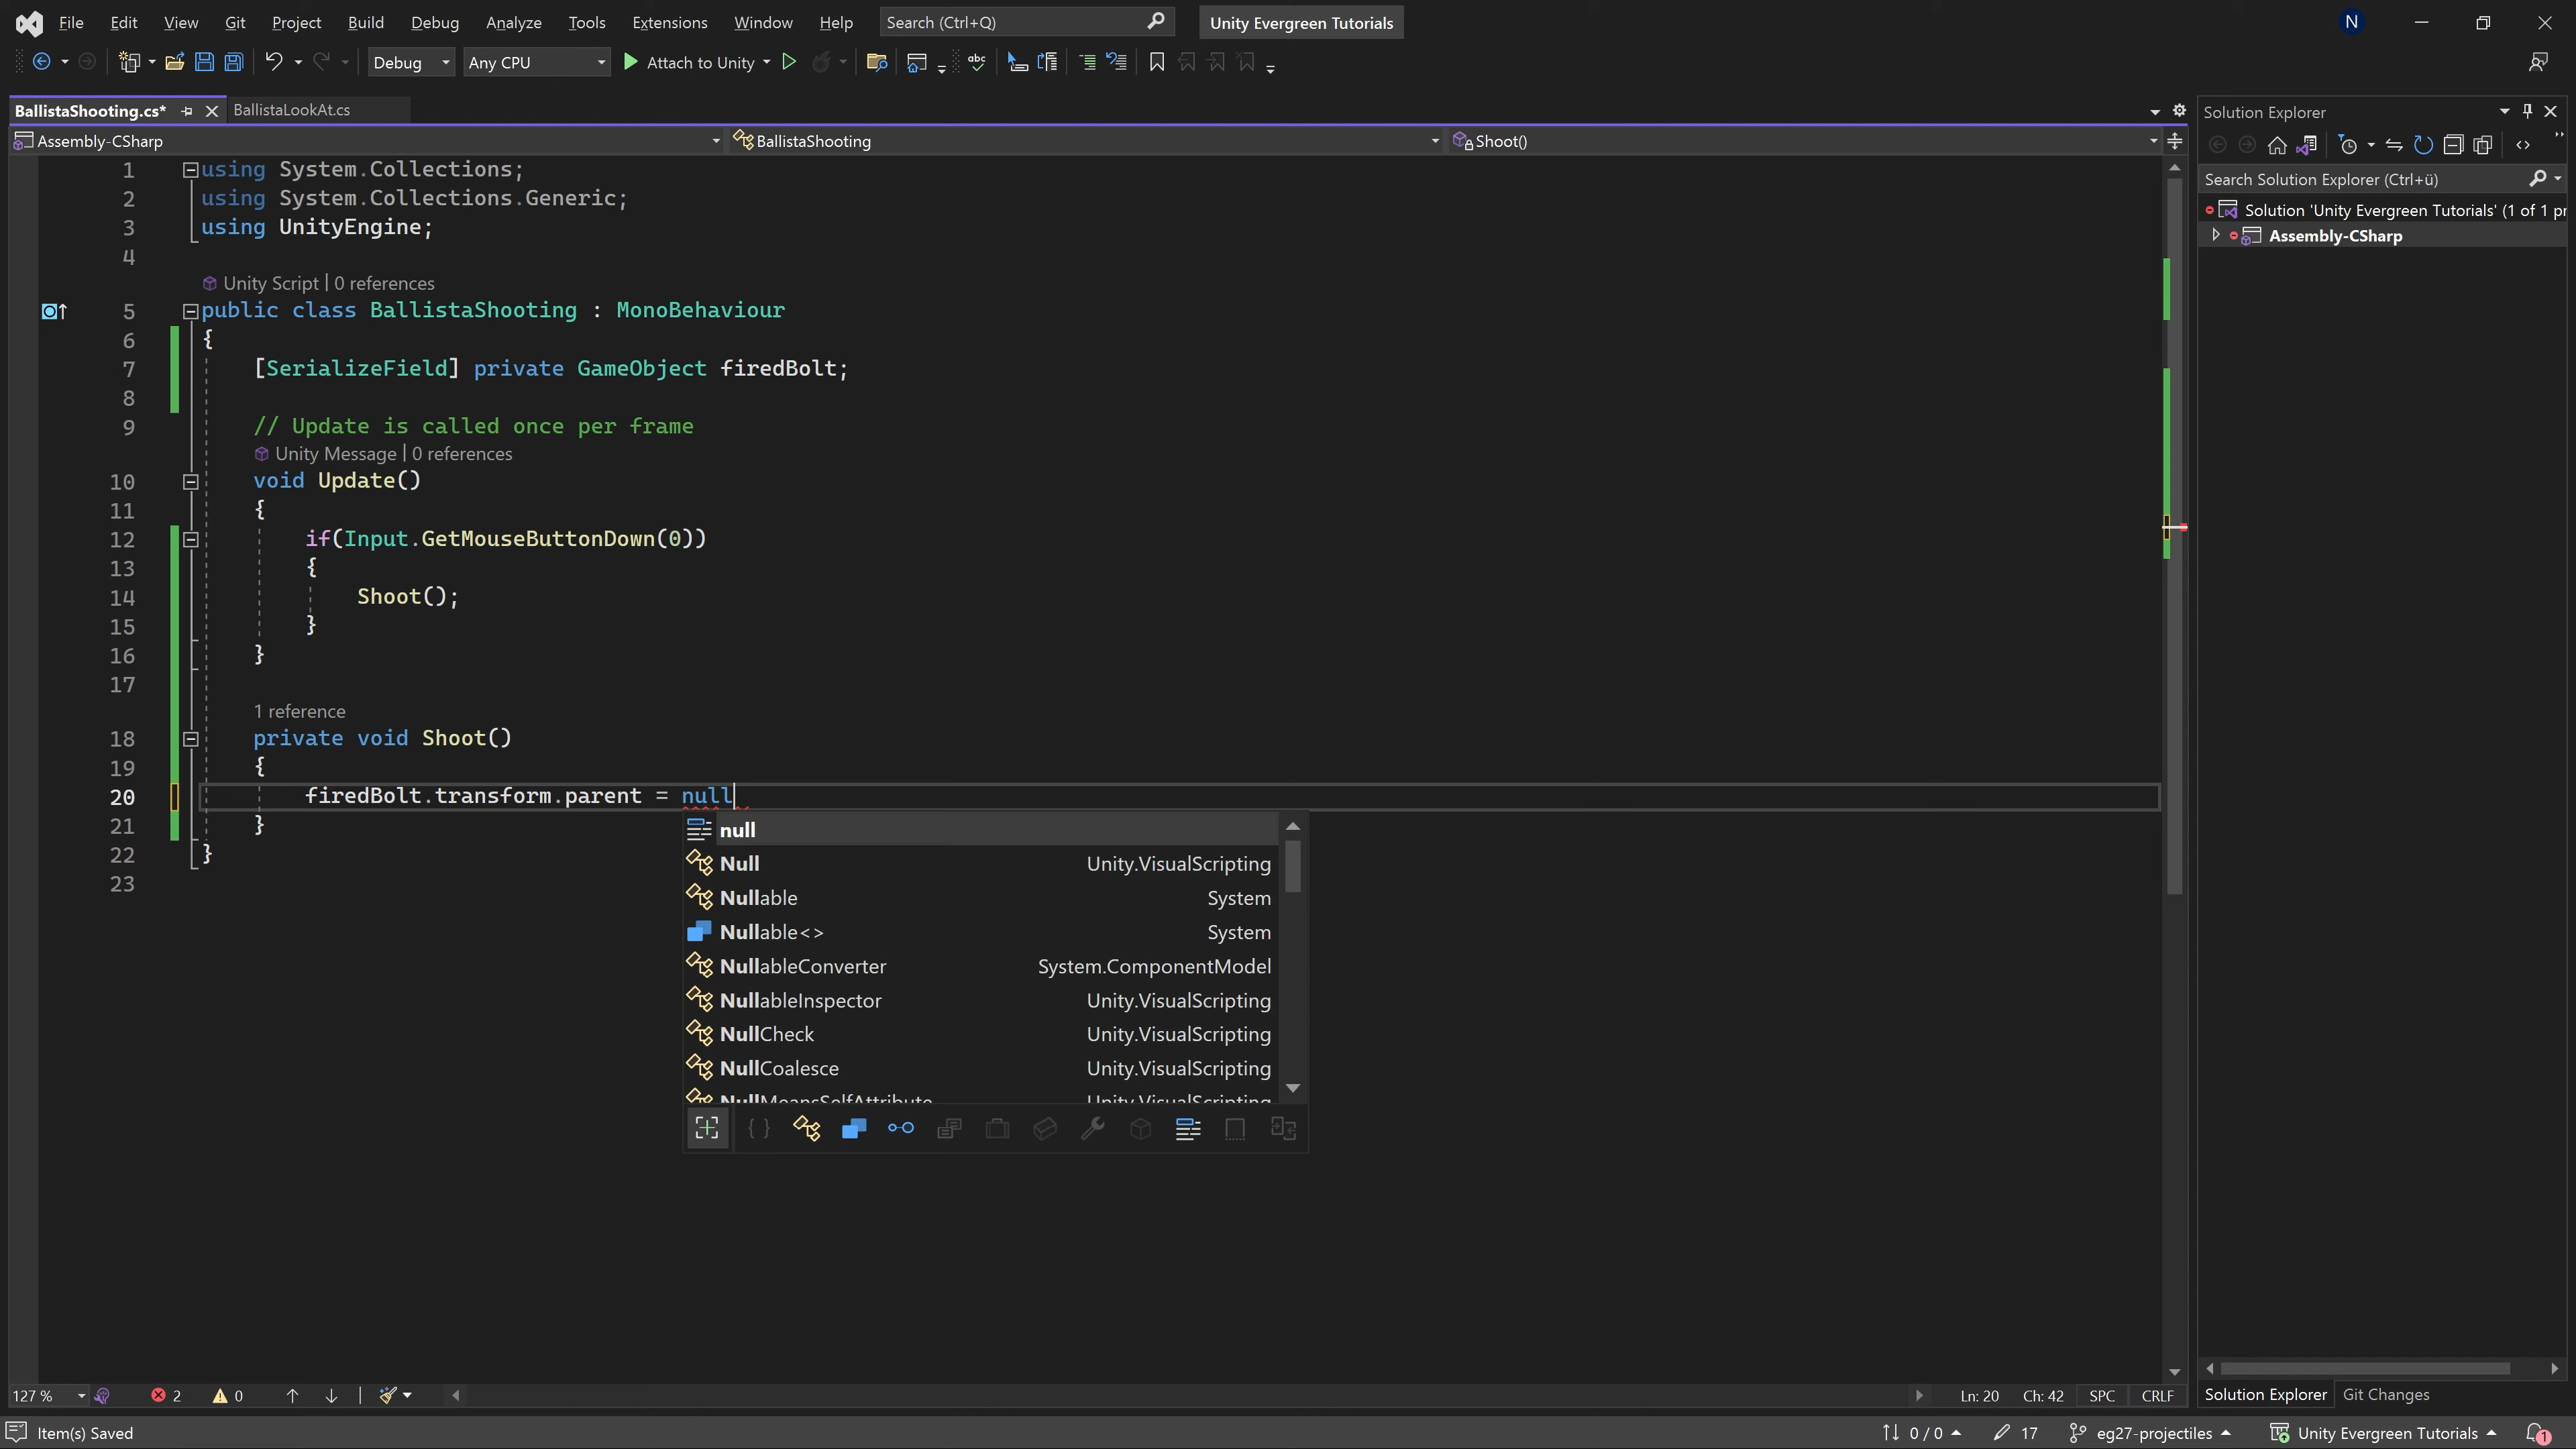 File Edit View Git Project Build Debug Analyze Tools Extensions Window Help Search (Ctrl+Q) Unity Evergreen Tutorials N
Debug Any CPU Attach to Unity abc
BallistaShooting.cs* BallistaLookAt.cs
Assembly-CSharp BallistaShooting Shoot()
1 using System.Collections;
2 using System.Collections.Generic;
3 using UnityEngine;
4
Unity Script | 0 references
5 public class BallistaShooting : MonoBehaviour
6 {
7 [SerializeField] private GameObject firedBolt;
8
9 // Update is called once per frame
Unity Message | 0 references
10 void Update()
11 {
12 if(Input.GetMouseButtonDown(0))
13 {
14 Shoot();
15 }
16 }
17
1 reference
18 private void Shoot()
19 {
20 firedBolt.transform.parent = null
21 }
22 }
23
null
Null Unity.VisualScripting
Nullable System
Nullable<> System
NullableConverter System.ComponentModel
NullableInspector Unity.VisualScripting
NullCheck Unity.VisualScripting
NullCoalesce Unity.VisualScripting
NullMeansSelfAttribute Unity.VisualScripting
Solution Explorer
Search Solution Explorer (Ctrl+ü)
Solution 'Unity Evergreen Tutorials' (1 of 1 pr
Assembly-CSharp
Solution Explorer Git Changes
127 % 2 0 Ln: 20 Ch: 42 SPC CRLF
Item(s) Saved 0 / 0 17 eg27-projectiles Unity Evergreen Tutorials 1